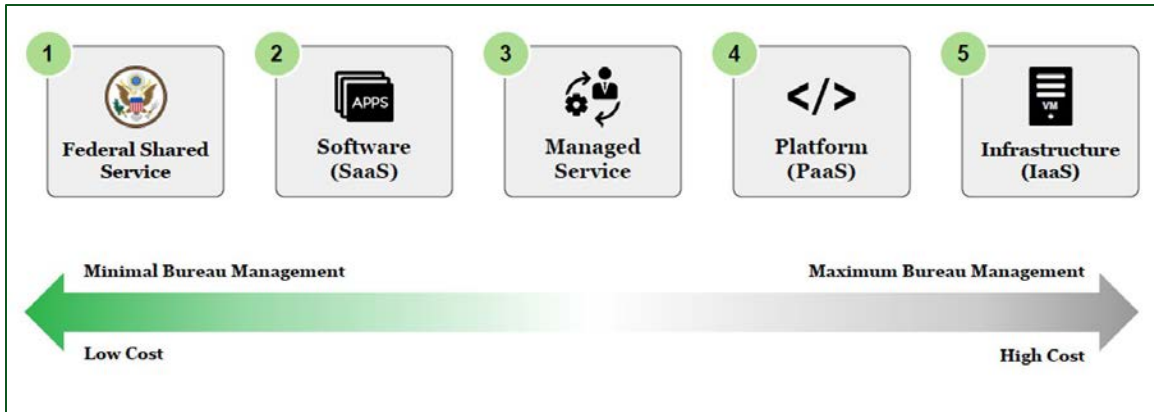 1
2
3
4
5
APPS
</>
VM
Federal Shared
Service
Software
(SaaS)
Managed
Service
Platform
(PaaS)
Infrastructure
(IaaS)
Minimal Bureau Management
Maximum Bureau Management
Low Cost
High Cost